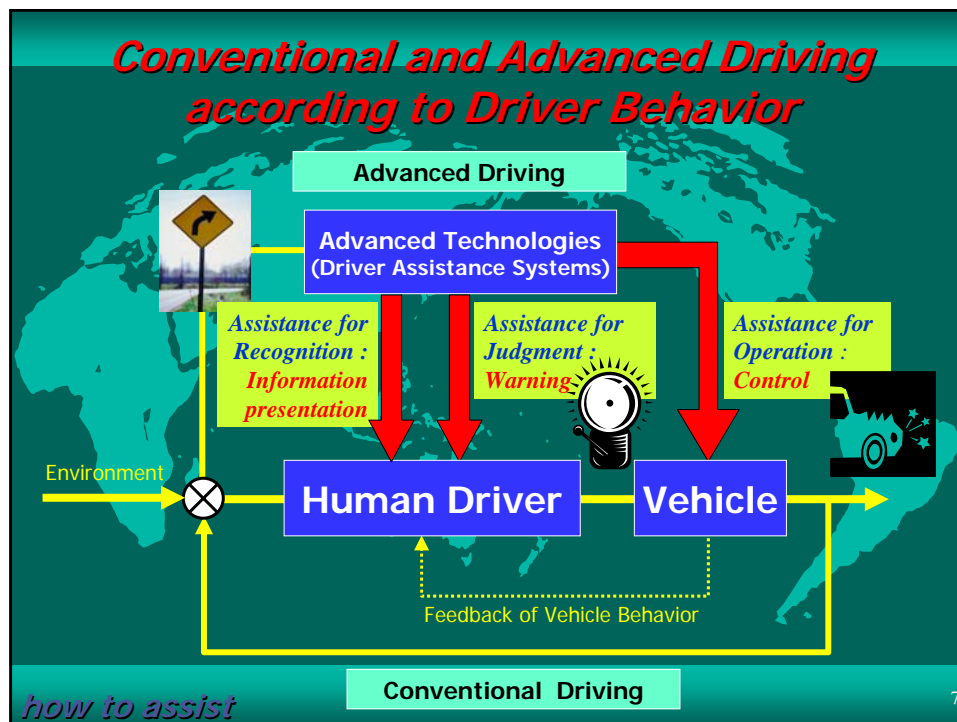 Conventional and Advanced Driving
according to Driver Behavior
Advanced Driving
Advanced Technologies
(Driver Assistance Systems)
Assistance for
Recognition :
Information
presentation
Assistance for
Judgment :
Warning
Assistance for
Operation :
Control
Environment
Human Driver
Vehicle
Feedback of Vehicle Behavior
Conventional Driving
how to assist
7